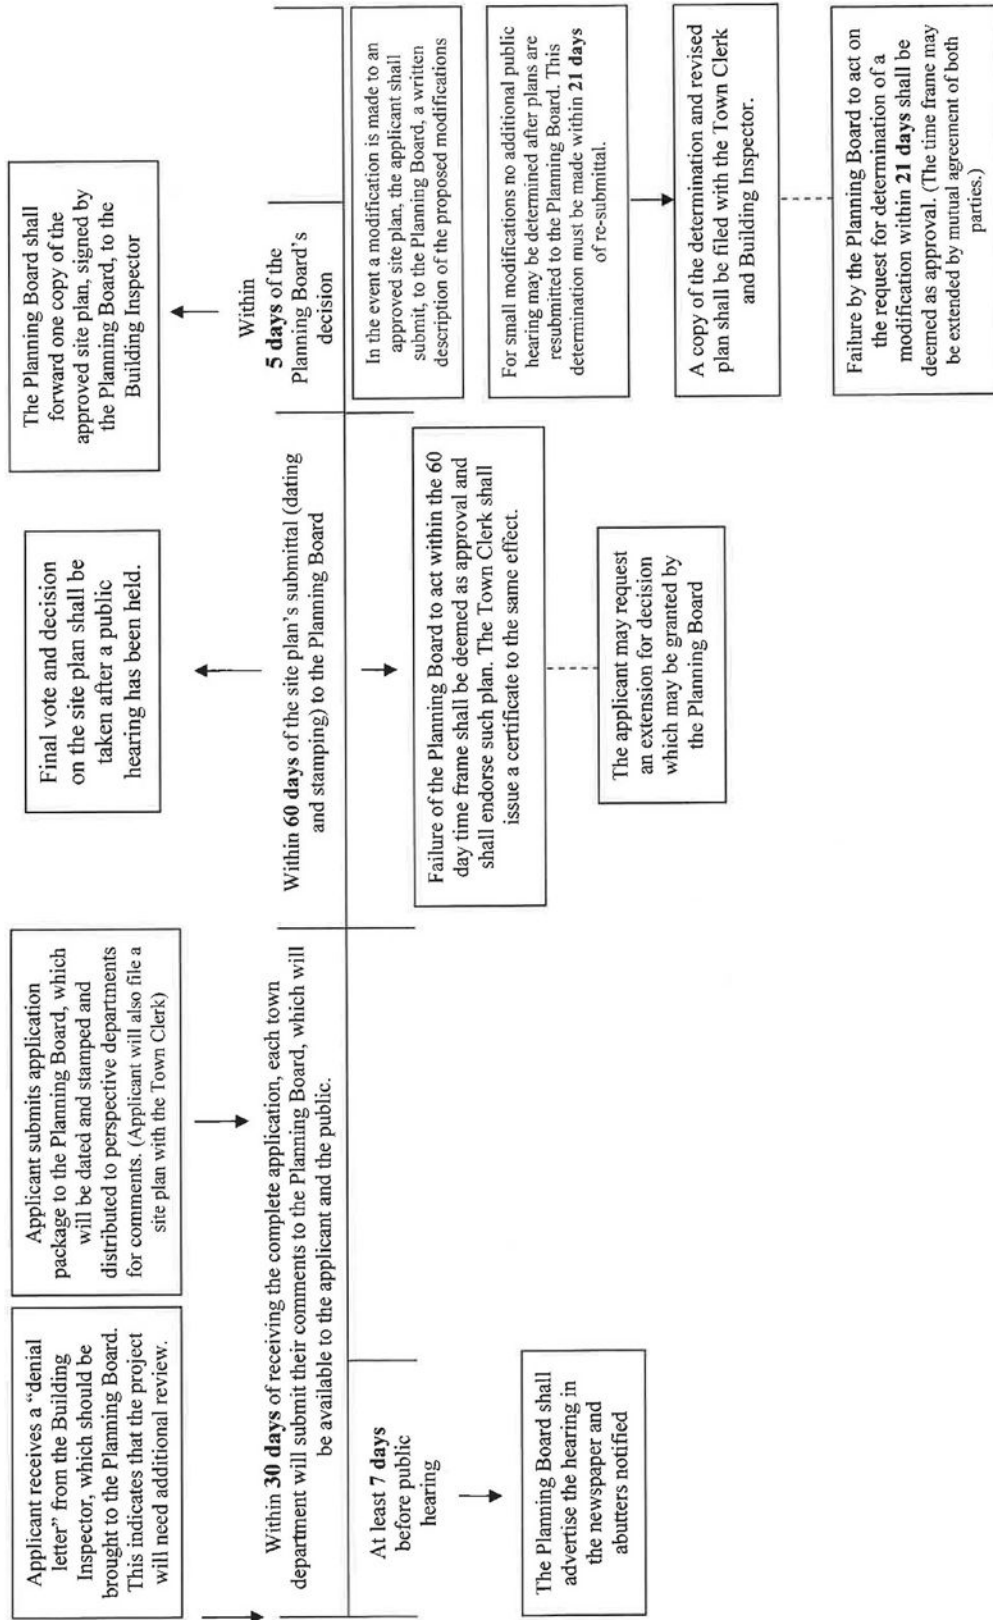 Applicant receives a “denial
letter” from the Building
Inspector, which should be
brought to the Planning Board.
This indicates that the project
will need additional review.
Applicant submits application
package to the Planning Board, which
will be dated and stamped and
distributed to perspective departments
for comments. (Applicant will also file a
site plan with the Town Clerk)
Final vote and decision
on the site plan shall be
taken after a public
hearing has been held.
The Planning Board shall
forward one copy of the
approved site plan, signed by
the Planning Board, to the
Building Inspector
Within 30 days of receiving the complete application, each town
department will submit their comments to the Planning Board, which will
be available to the applicant and the public.
Within 60 days of the site plan’s submittal (dating
and stamping) to the Planning Board
Within
5 days of the
Planning Board’s
decision
At least 7 days
before public
hearing
The Planning Board shall
advertise the hearing in
the newspaper and
abutters notified
Failure of the Planning Board to act within the 60
day time frame shall be deemed as approval and
shall endorse such plan. The Town Clerk shall
issue a certificate to the same effect.
The applicant may request
an extension for decision
which may be granted by
the Planning Board
In the event a modification is made to an
approved site plan, the applicant shall
submit, to the Planning Board, a written
description of the proposed modifications
For small modifications no additional public
hearing may be determined after plans are
resubmitted to the Planning Board. This
determination must be made within 21 days
of re-submittal.
A copy of the determination and revised
plan shall be filed with the Town Clerk
and Building Inspector.
Failure by the Planning Board to act on
the request for determination of a
modification within 21 days shall be
deemed as approval. (The time frame may
be extended by mutual agreement of both
parties.)